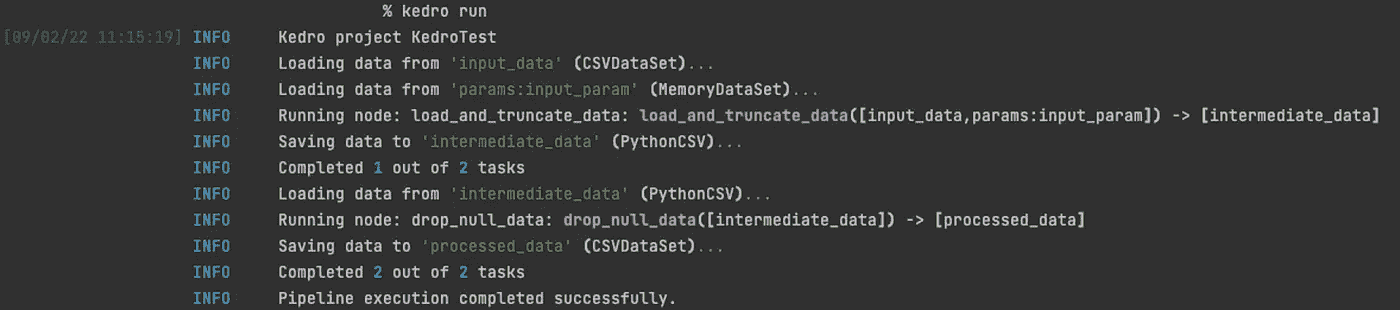 % kedro run
[09/02/22 11:15:19] INFO Kedro project KedroTest
INFO Loading data from 'input_data' (CSVDataSet)...
INFO Loading data from 'params:input_param' (MemoryDataSet)...
INFO Running node: load_and_truncate_data: load_and_truncate_data([input_data,params:input_param]) -> [intermediate_data]
INFO Saving data to 'intermediate_data' (PythonCSV)...
INFO Completed 1 out of 2 tasks
INFO Loading data from 'intermediate_data' (PythonCSV)...
INFO Running node: drop_null_data: drop_null_data([intermediate_data]) -> [processed_data]
INFO Saving data to 'processed_data' (CSVDataSet)...
INFO Completed 2 out of 2 tasks
INFO Pipeline execution completed successfully.